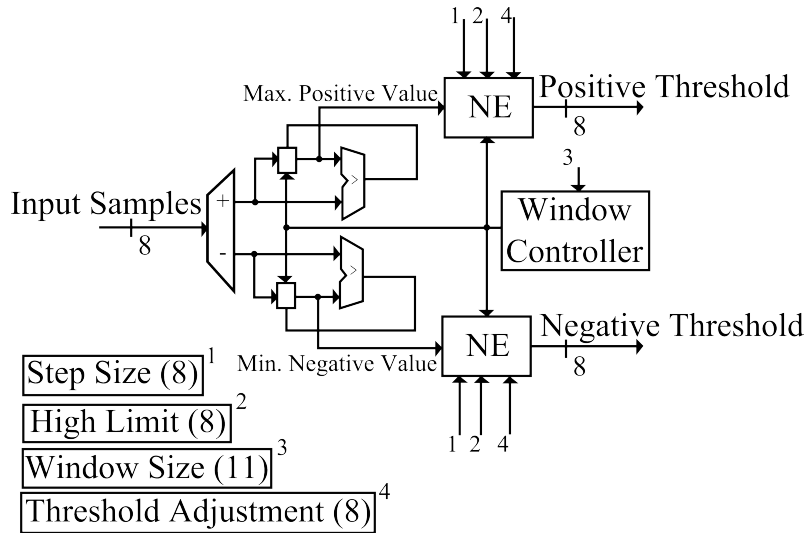 1 2 4
Max. Positive Value
NE
Positive Threshold
8
>
3
Input Samples
8
+
-
Window
Controller
>
NE
Negative Threshold
8
Min. Negative Value
1 2 4
Step Size (8) 1
High Limit (8) 2
Window Size (11) 3
Threshold Adjustment (8) 4